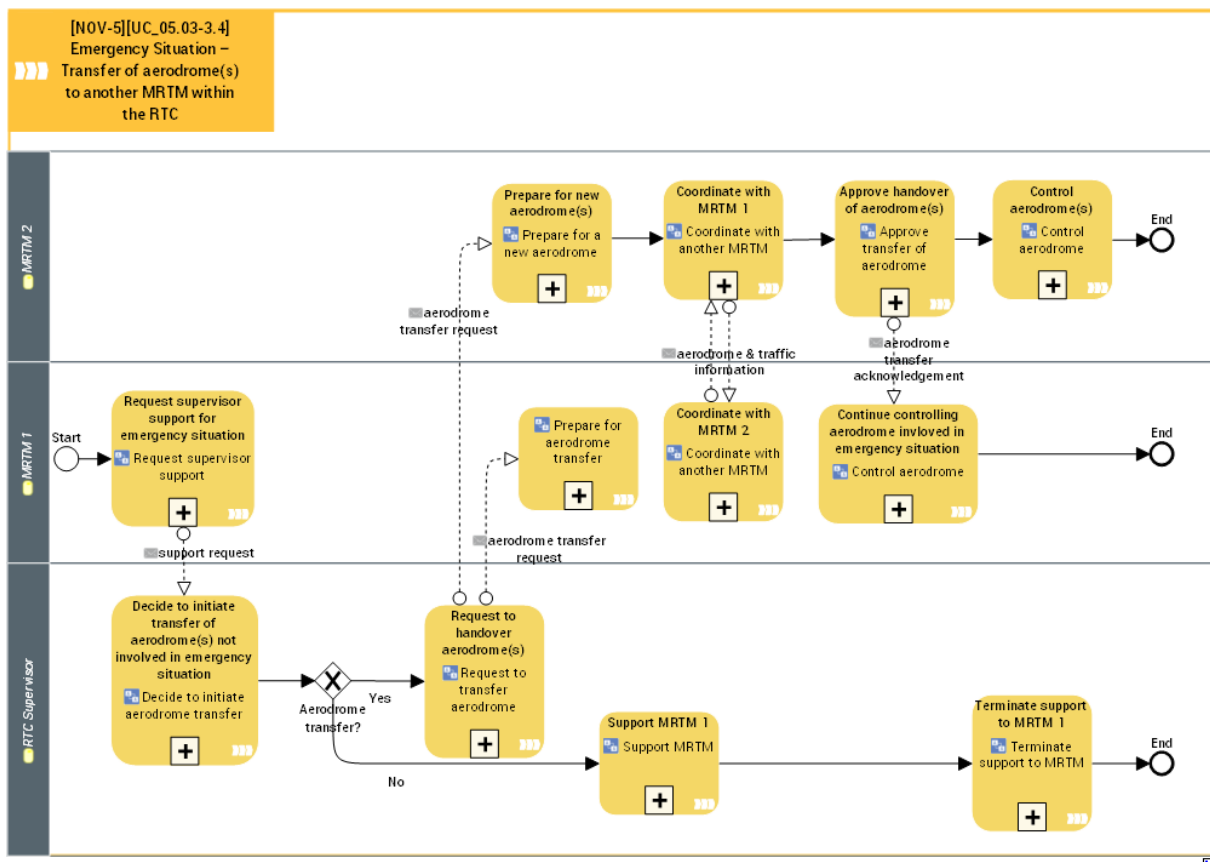 [NOV-5][UC_05.03-3.4]
Emergency Situation –
Transfer of aerodrome(s)
to another MRTM within
the RTC
MRTM 2
Prepare for new
aerodrome(s)
Prepare for a
new aerodrome
Coordinate with
MRTM 1
Coordinate with
another MRTM
Approve handover
of aerodrome(s)
Approve
transfer of
aerodrome
Control
aerodrome(s)
Control
aerodrome
End
aerodrome
transfer request
aerodrome & traffic
information
aerodrome
transfer
acknowledgement
MRTM 1
Start
Request supervisor
support for
emergency situation
Request supervisor
support
Prepare for
aerodrome
transfer
Coordinate with
MRTM 2
Coordinate with
another MRTM
Continue controlling
aerodrome invloved in
emergency situation
Control aerodrome
End
support request
aerodrome transfer
request
RTC Supervisor
Decide to initiate
transfer of
aerodrome(s) not
involved in emergency
situation
Decide to initiate
aerodrome transfer
Aerodrome
transfer?
Yes
No
Request to
handover
aerodrome(s)
Request to
transfer
aerodrome
Support MRTM 1
Support MRTM
Terminate support
to MRTM 1
Terminate
support to MRTM
End